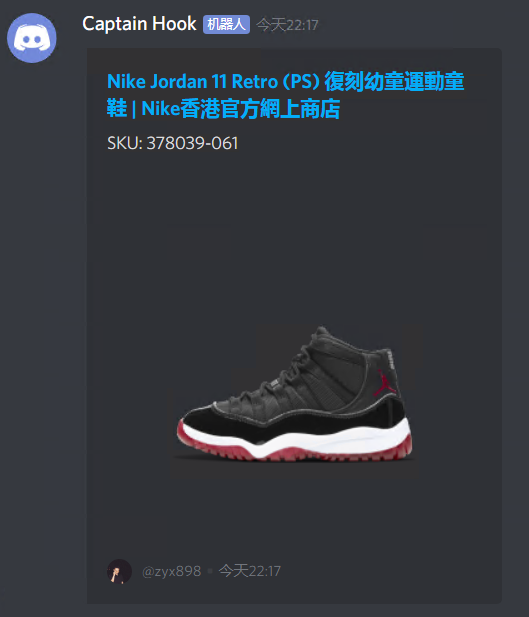 Captain Hook 机器人 今天22:17
Nike Jordan 11 Retro (PS) 復刻幼童運動童
鞋 | Nike香港官方網上商店
SKU: 378039-061
@zyx898 • 今天22:17